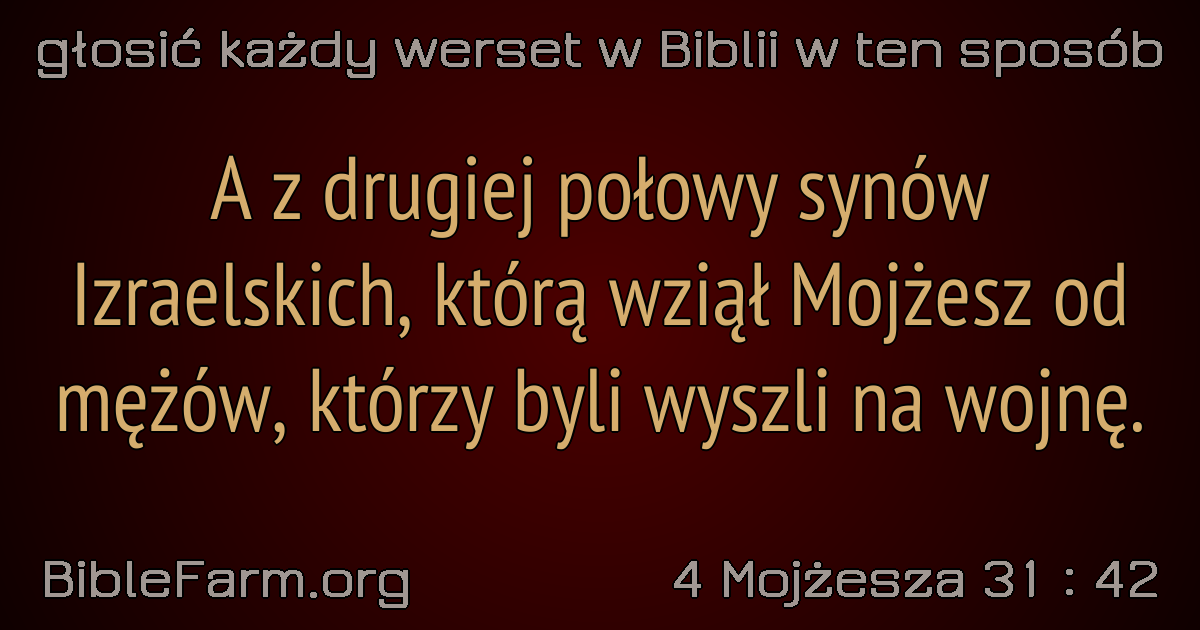 głosić każdy werset w Biblii w ten sposób
A z drugiej połowy synów
Izraelskich, którą wziął Mojżesz od
mężów, którzy byli wyszli na wojnę.
BibleFarm.org
4 Mojżesza 31 : 42